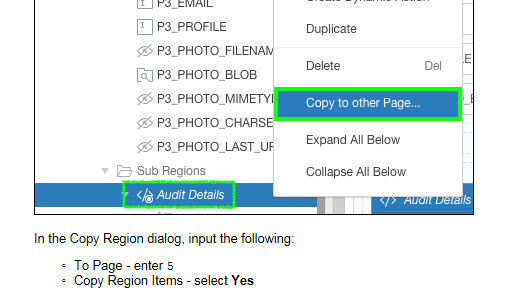 P3_EMAIL
P3_PROFILE
P3_PHOTO_FILENAM
P3_PHOTO_BLOB
P3_PHOTO_MIMETY
P3_PHOTO_CHARSE
P3_PHOTO_LAST_UP
Sub Regions
Audit Details
Create Dynamic Action
Duplicate
Delete Del
Copy to other Page...
Expand All Below
Collapse All Below
Audit Details
In the Copy Region dialog, input the following:
◦ To Page - enter 5
◦ Copy Region Items - select Yes